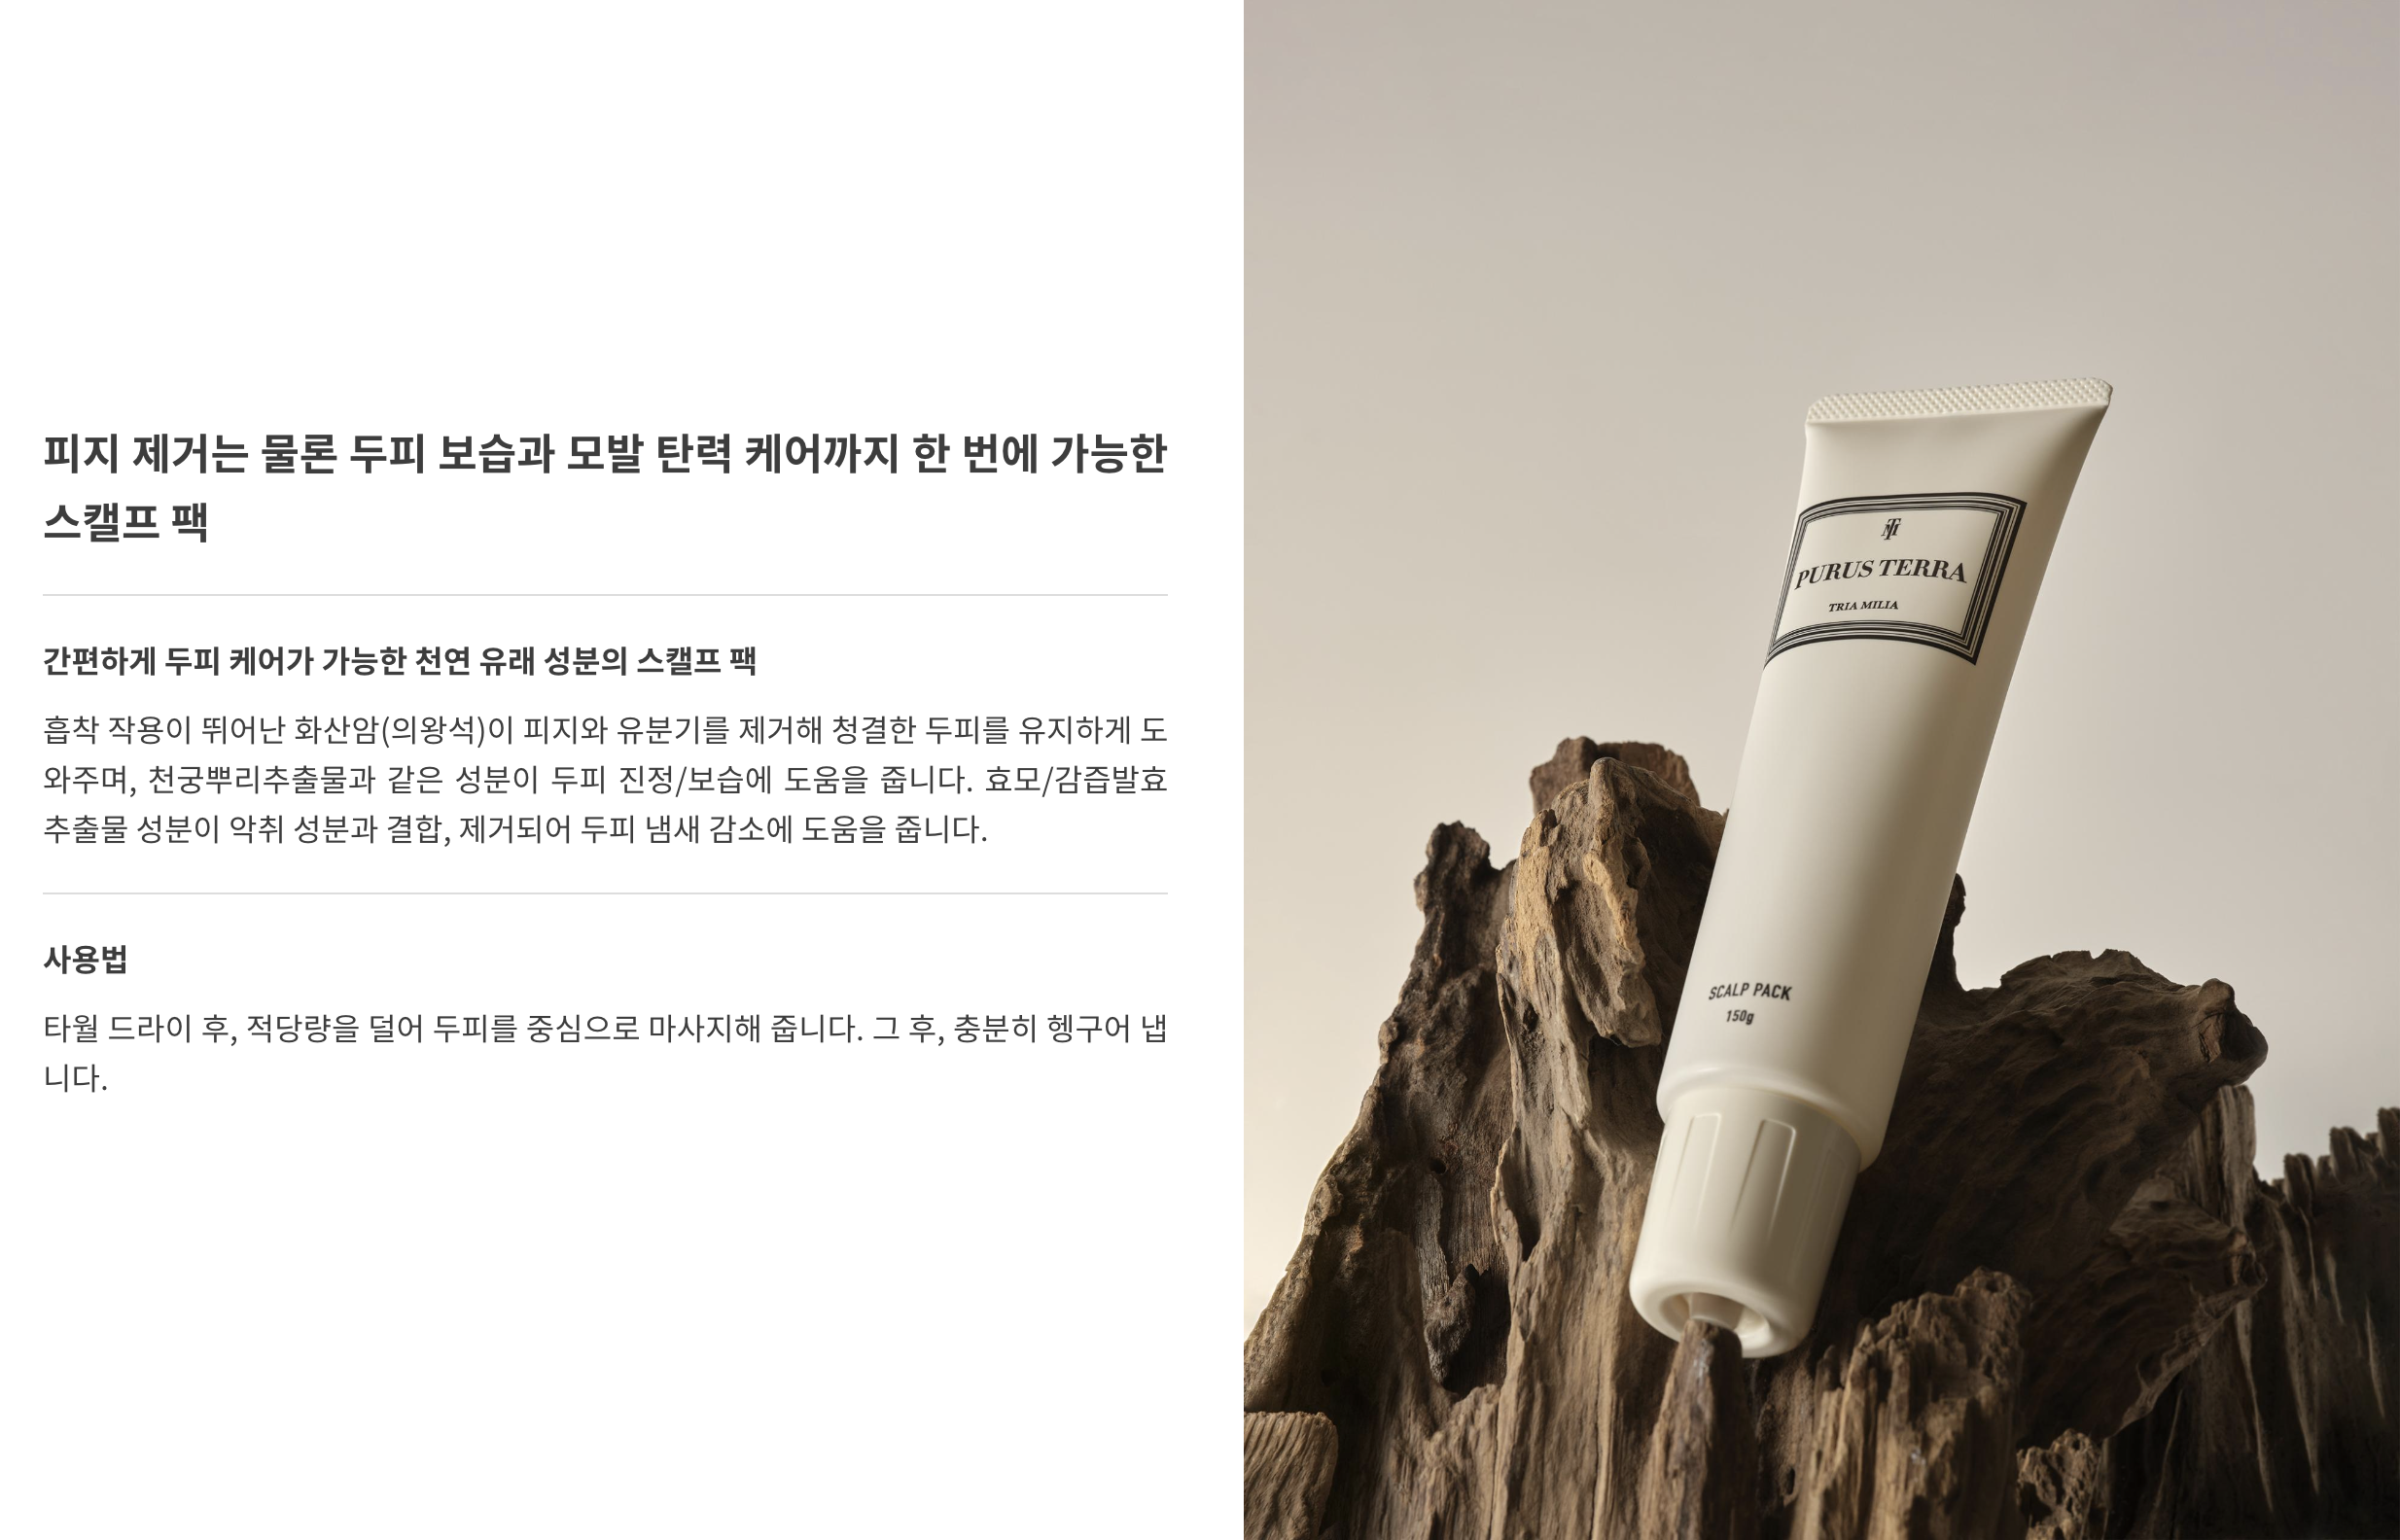 피지 제거는 물론 두피 보습과 모발 탄력 케어까지 한 번에 가능한
스캘프 팩
간편하게 두피 케어가 가능한 천연 유래 성분의 스캘프 팩
흡착 작용이 뛰어난 화산암(의왕석)이 피지와 유분기를 제거해 청결한 두피를 유지하게 도
와주며, 천궁뿌리추출물과 같은 성분이 두피 진정/보습에 도움을 줍니다. 효모/감즙발효
추출물 성분이 악취 성분과 결합, 제거되어 두피 냄새 감소에 도움을 줍니다.
사용법
타월 드라이 후, 적당량을 덜어 두피를 중심으로 마사지해 줍니다. 그 후, 충분히 헹구어 냅
니다.
PURUS TERRA
TRIA MILIA
SCALP PACK
150g